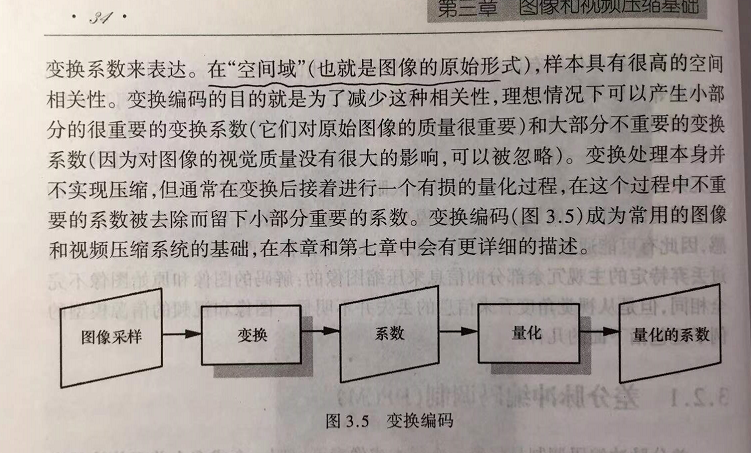 · 34 ·
第三章 图像和视频压缩基础
变换系数来表达。在“空间域”(也就是图像的原始形式),样本具有很高的空间
相关性。变换编码的目的就是为了减少这种相关性,理想情况下可以产生小部
分的很重要的变换系数(它们对原始图像的质量很重要)和大部分不重要的变换
系数(因为对图像的视觉质量没有很大的影响,可以被忽略)。变换处理本身并
不实现压缩,但通常在变换后接着进行一个有损的量化过程,在这个过程中不重
要的系数被去除而留下小部分重要的系数。变换编码(图 3.5)成为常用的图像
和视频压缩系统的基础,在本章和第七章中会有更详细的描述。
图像采样 变换 系数 量化 量化的系数
图 3.5 变换编码